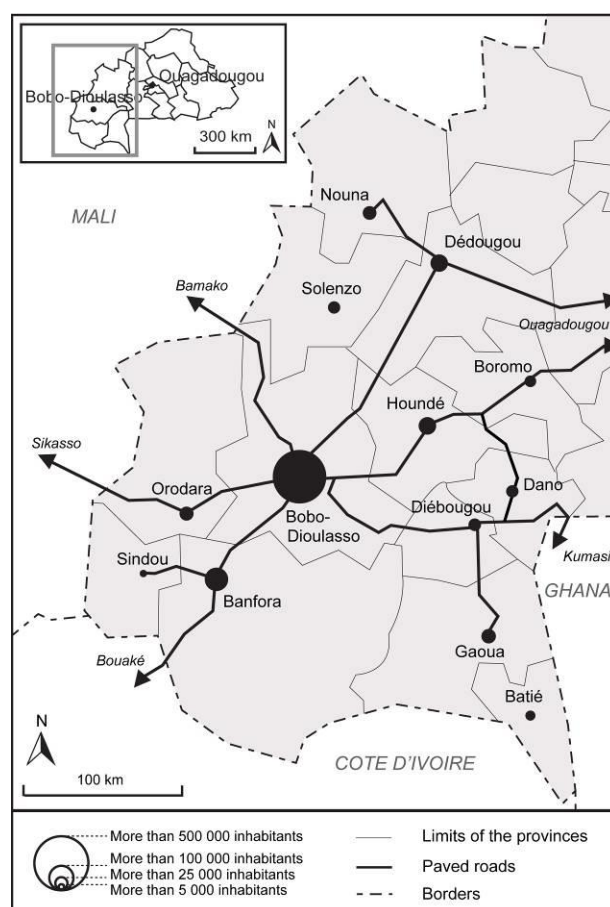 Ouagadougou
Bobo-Dioulasso
N
300 km
MALI
Nouna
Dédougou
Bamako
Solenzo
Ouagadougou
Boromo
Houndé
Sikasso
Orodara
Dano
Bobo-
Dioulasso
Diébougou
Sindou
Kumasi
Banfora
GHANA
Gaoua
Bouaké
Batié
N
COTE D'IVOIRE
100 km
More than 500 000 inhabitants
More than 100 000 inhabitants
More than 25 000 inhabitants
More than 5 000 inhabitants
Limits of the provinces
Paved roads
Borders